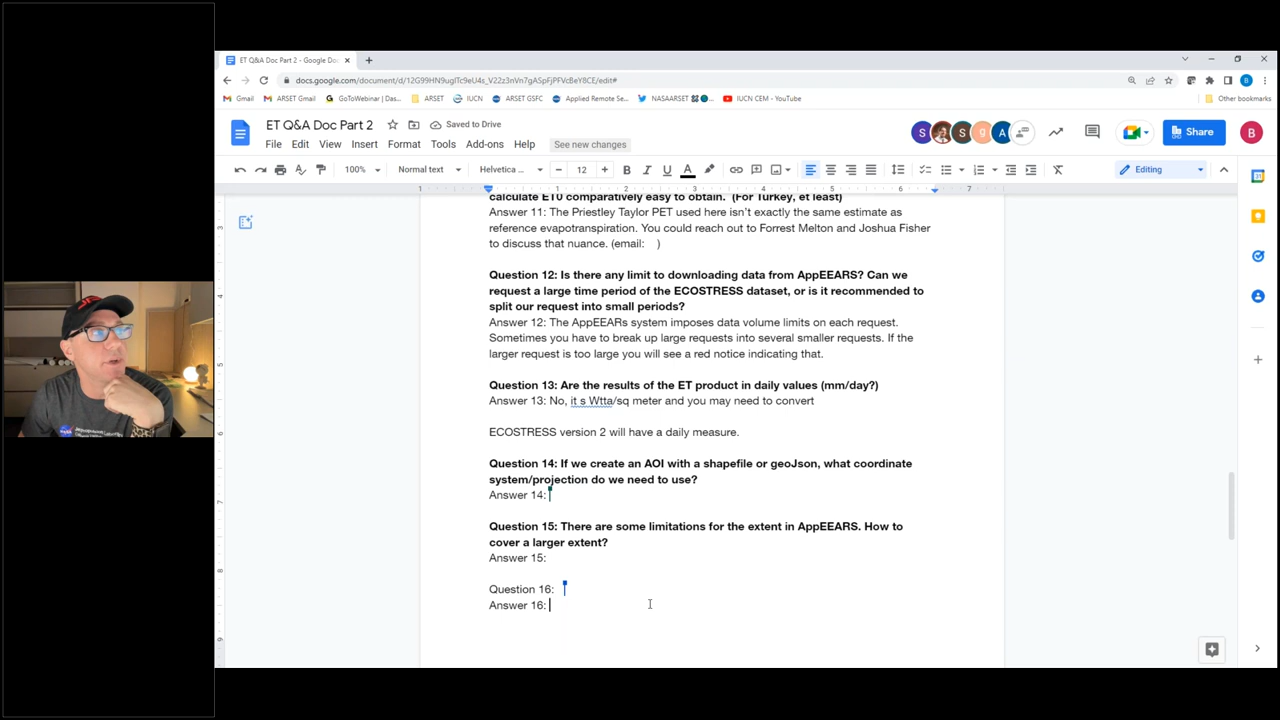 ET Q&A Doc Part 2 - Google Do
docs.google.com/document/d/12G99HN9uglTc9eU4s_V22z3nVn7gASpFjPFVcBeY8CE/edit#
Gmail ARSET Gmail GoToWebinar | Das... ARSET IUCN ARSET GSFC Applied Remote Se... NASAARSET IUCN CEM - YouTube Other bookmarks
ET Q&A Doc Part 2 Saved to Drive
File Edit View Insert Format Tools Add-ons Help See new changes
S S g A Share B
100% Normal text Helvetica ... 12 B I U A Editing
1 1 2 3 4 5 6 7
calculate ET0 comparatively easy to obtain. (For Turkey, et least)
Answer 11: The Priestley Taylor PET used here isn't exactly the same estimate as
reference evapotranspiration. You could reach out to Forrest Melton and Joshua Fisher
to discuss that nuance. (email: )
Question 12: Is there any limit to downloading data from AppEEARS? Can we
request a large time period of the ECOSTRESS dataset, or is it recommended to
split our request into small periods?
Answer 12: The AppEEARs system imposes data volume limits on each request.
Sometimes you have to break up large requests into several smaller requests. If the
larger request is too large you will see a red notice indicating that.
Question 13: Are the results of the ET product in daily values (mm/day?)
Answer 13: No, it s Wtta/sq meter and you may need to convert
ECOSTRESS version 2 will have a daily measure.
Question 14: If we create an AOI with a shapefile or geoJson, what coordinate
system/projection do we need to use?
Answer 14:
Question 15: There are some limitations for the extent in AppEEARS. How to
cover a larger extent?
Answer 15:
Question 16:
Answer 16: